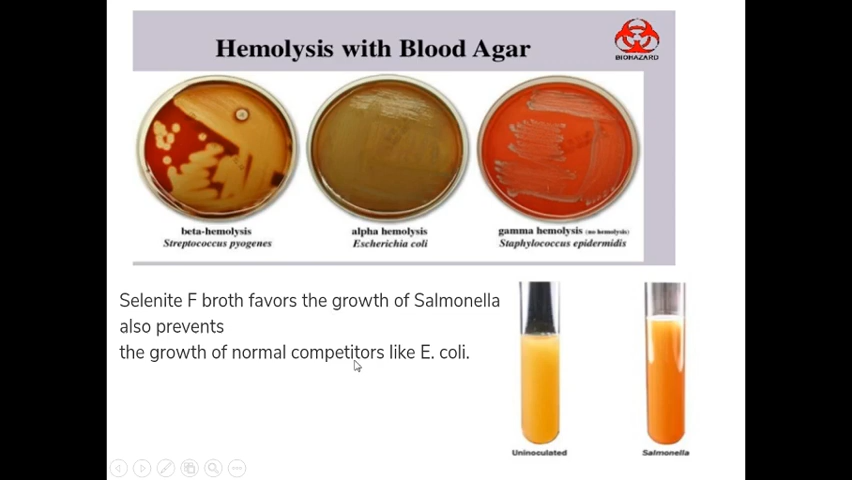 Hemolysis with Blood Agar
BIOHAZARD
beta-hemolysis
Streptococcus pyogenes
alpha hemolysis
Escherichia coli
gamma hemolysis (no hemolysis)
Staphylococcus epidermidis
Selenite F broth favors the growth of Salmonella
also prevents
the growth of normal competitors like E. coli.
Uninoculated
Salmonella